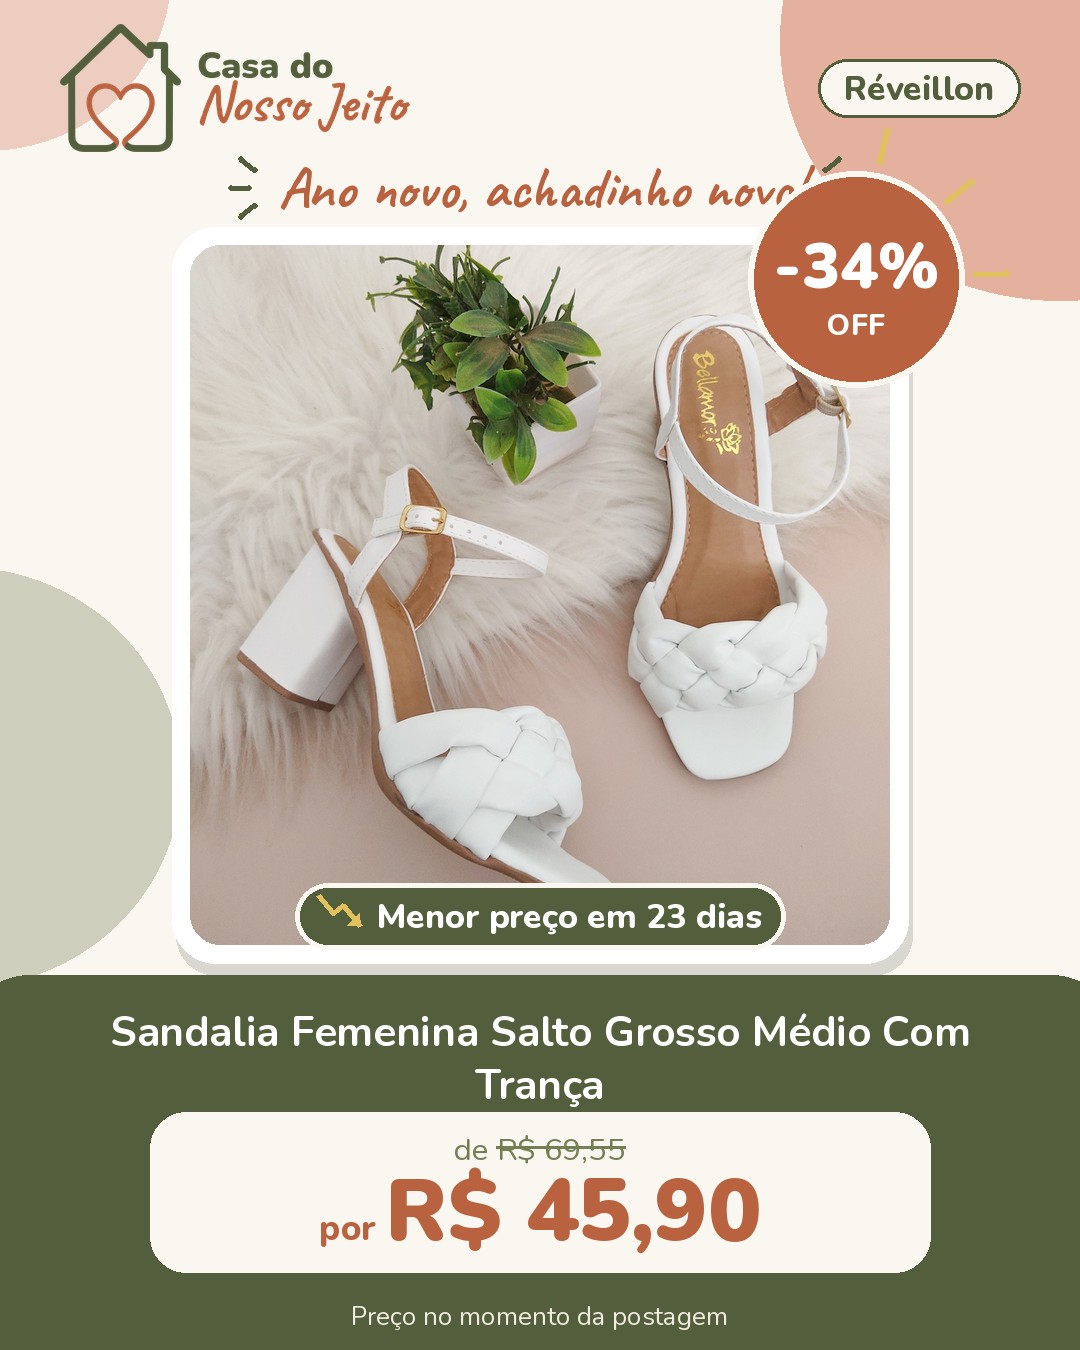 Casa do
Nosso Jeito
Réveillon
Ano novo, achadinho novo!
-34%
OFF
Bellamore
Menor preço em 23 dias
Sandalia Femenina Salto Grosso Médio Com
Trança
de R$ 69,55
por R$ 45,90
Preço no momento da postagem